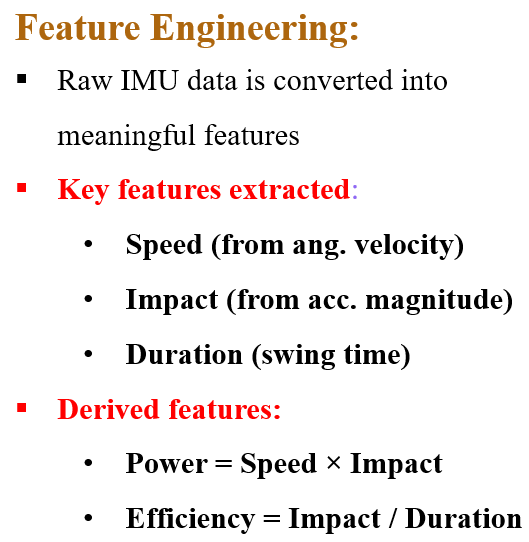 Feature Engineering:
▪ Raw IMU data is converted into
meaningful features
▪ Key features extracted:
• Speed (from ang. velocity)
• Impact (from acc. magnitude)
• Duration (swing time)
▪ Derived features:
• Power = Speed × Impact
• Efficiency = Impact / Duration